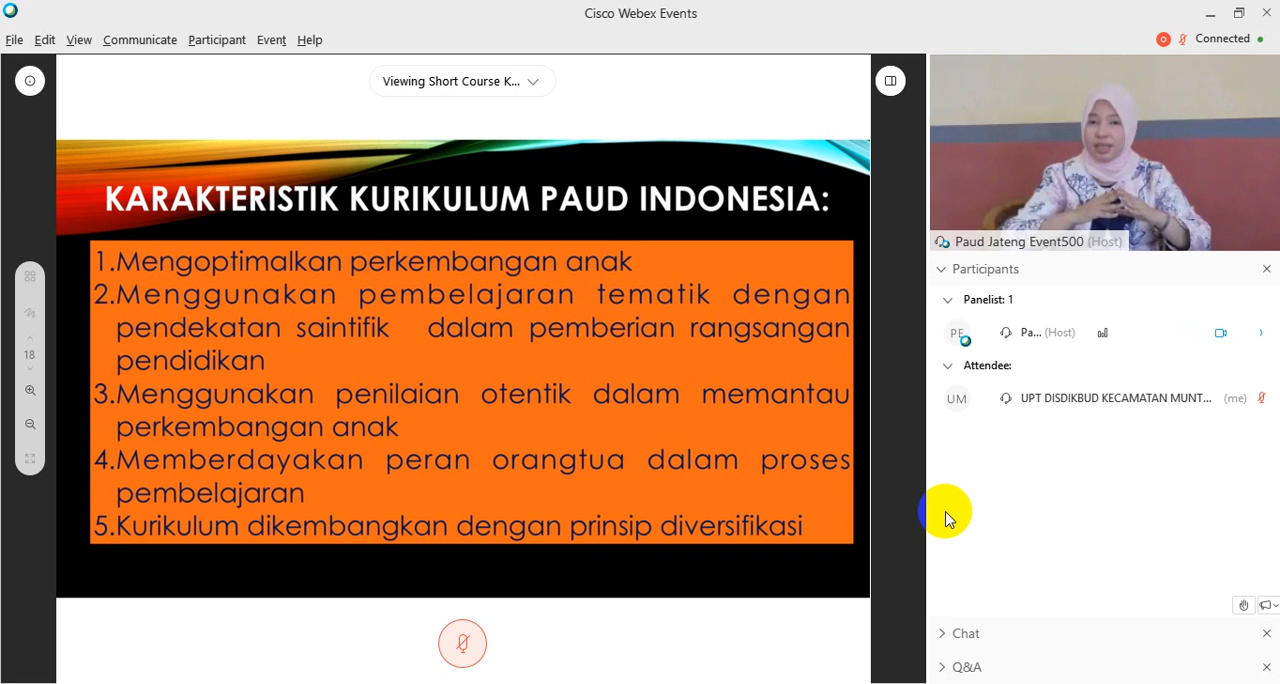 Cisco Webex Events
File Edit View Communicate Participant Event Help
Connected
Viewing Short Course K...
KARAKTERISTIK KURIKULUM PAUD INDONESIA:
1.Mengoptimalkan perkembangan anak
2.Menggunakan pembelajaran tematik dengan
pendekatan saintifik dalam pemberian rangsangan
pendidikan
3.Menggunakan penilaian otentik dalam memantau
perkembangan anak
4.Memberdayakan peran orangtua dalam proses
pembelajaran
5.Kurikulum dikembangkan dengan prinsip diversifikasi
18
Paud Jateng Event500 (Host)
Participants
Panelist: 1
PE Pa... (Host)
Attendee:
UM UPT DISDIKBUD KECAMATAN MUNT... (me)
Chat
Q&A